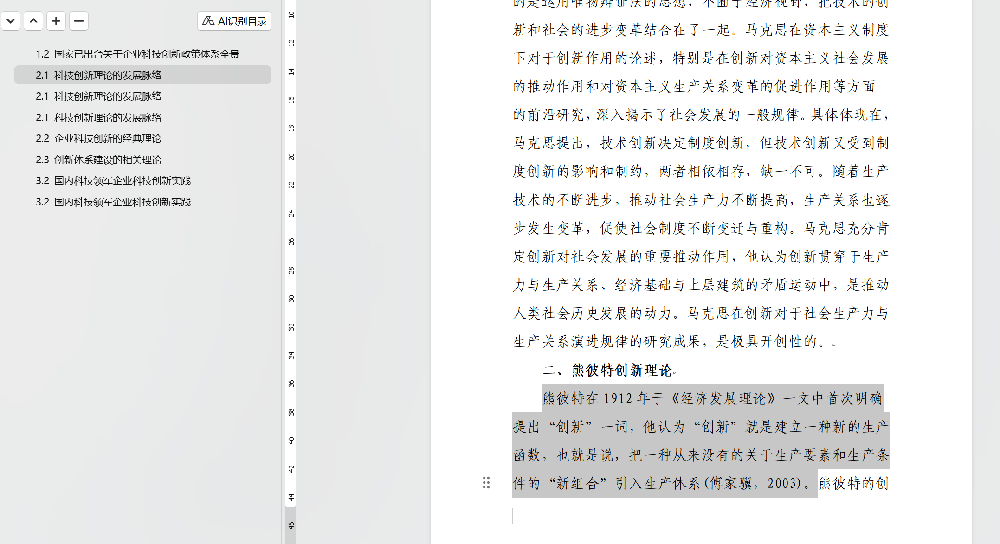 AI识别目录
1.2 国家已出台关于企业科技创新政策体系全景
2.1 科技创新理论的发展脉络
2.1 科技创新理论的发展脉络
2.1 科技创新理论的发展脉络
2.2 企业科技创新的经典理论
2.3 创新体系建设的相关理论
3.2 国内科技领军企业科技创新实践
3.2 国内科技领军企业科技创新实践
10
12
14
16
18
20
22
24
26
28
30
32
34
36
38
40
42
44
46
的是运用唯物辩证法的思想，不囿于经济视野，把技术的创
新和社会的进步变革结合在了一起。马克思在资本主义制度
下对于创新作用的论述，特别是在创新对资本主义社会发展
的推动作用和对资本主义生产关系变革的促进作用等方面
的前沿研究，深入揭示了社会发展的一般规律。具体体现在，
马克思提出，技术创新决定制度创新，但技术创新又受到制
度创新的影响和制约，两者相依相存，缺一不可。随着生产
技术的不断进步，推动社会生产力不断提高，生产关系也逐
步发生变革，促使社会制度不断变迁与重构。马克思充分肯
定创新对社会发展的重要推动作用，他认为创新贯穿于生产
力与生产关系、经济基础与上层建筑的矛盾运动中，是推动
人类社会历史发展的动力。马克思在创新对于社会生产力与
生产关系演进规律的研究成果，是极具开创性的。
二、熊彼特创新理论
熊彼特在 1912 年于《经济发展理论》一文中首次明确
提出“创新”一词，他认为“创新”就是建立一种新的生产
函数，也就是说，把一种从来没有的关于生产要素和生产条
件的“新组合”引入生产体系(傅家骥，2003)。熊彼特的创